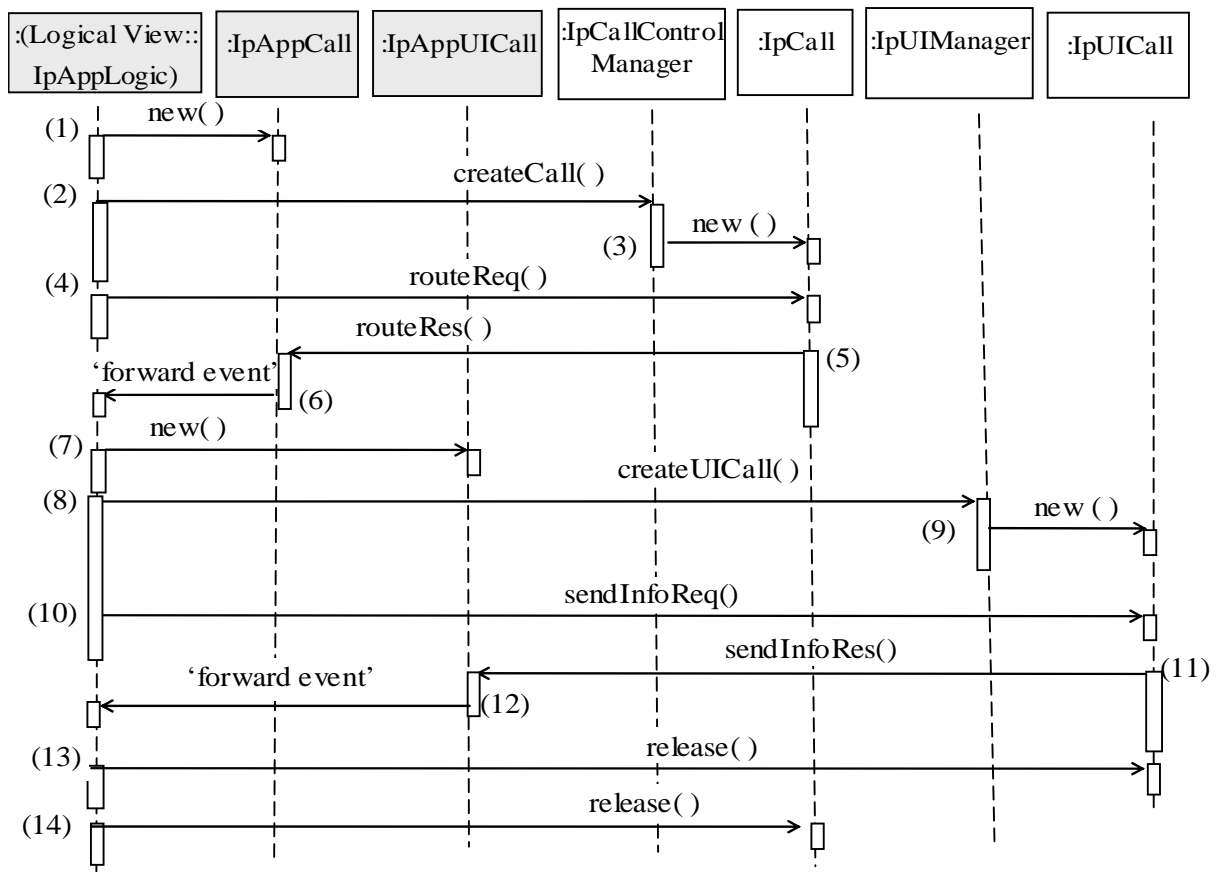 :(Logical View::
IpAppLogic)
:IpAppCall
:IpAppUICall
:IpCallControl
Manager
:IpCall
:IpUIManager
:IpUICall
(1)
new( )
(2)
createCall( )
(3)
new ( )
(4)
routeReq( )
routeRes( )
(5)
‘forward event’
(6)
(7)
new( )
(8)
createUICall( )
(9)
new ( )
(10)
sendInfoReq()
sendInfoRes()
(11)
‘forward event’
(12)
(13)
release( )
(14)
release( )